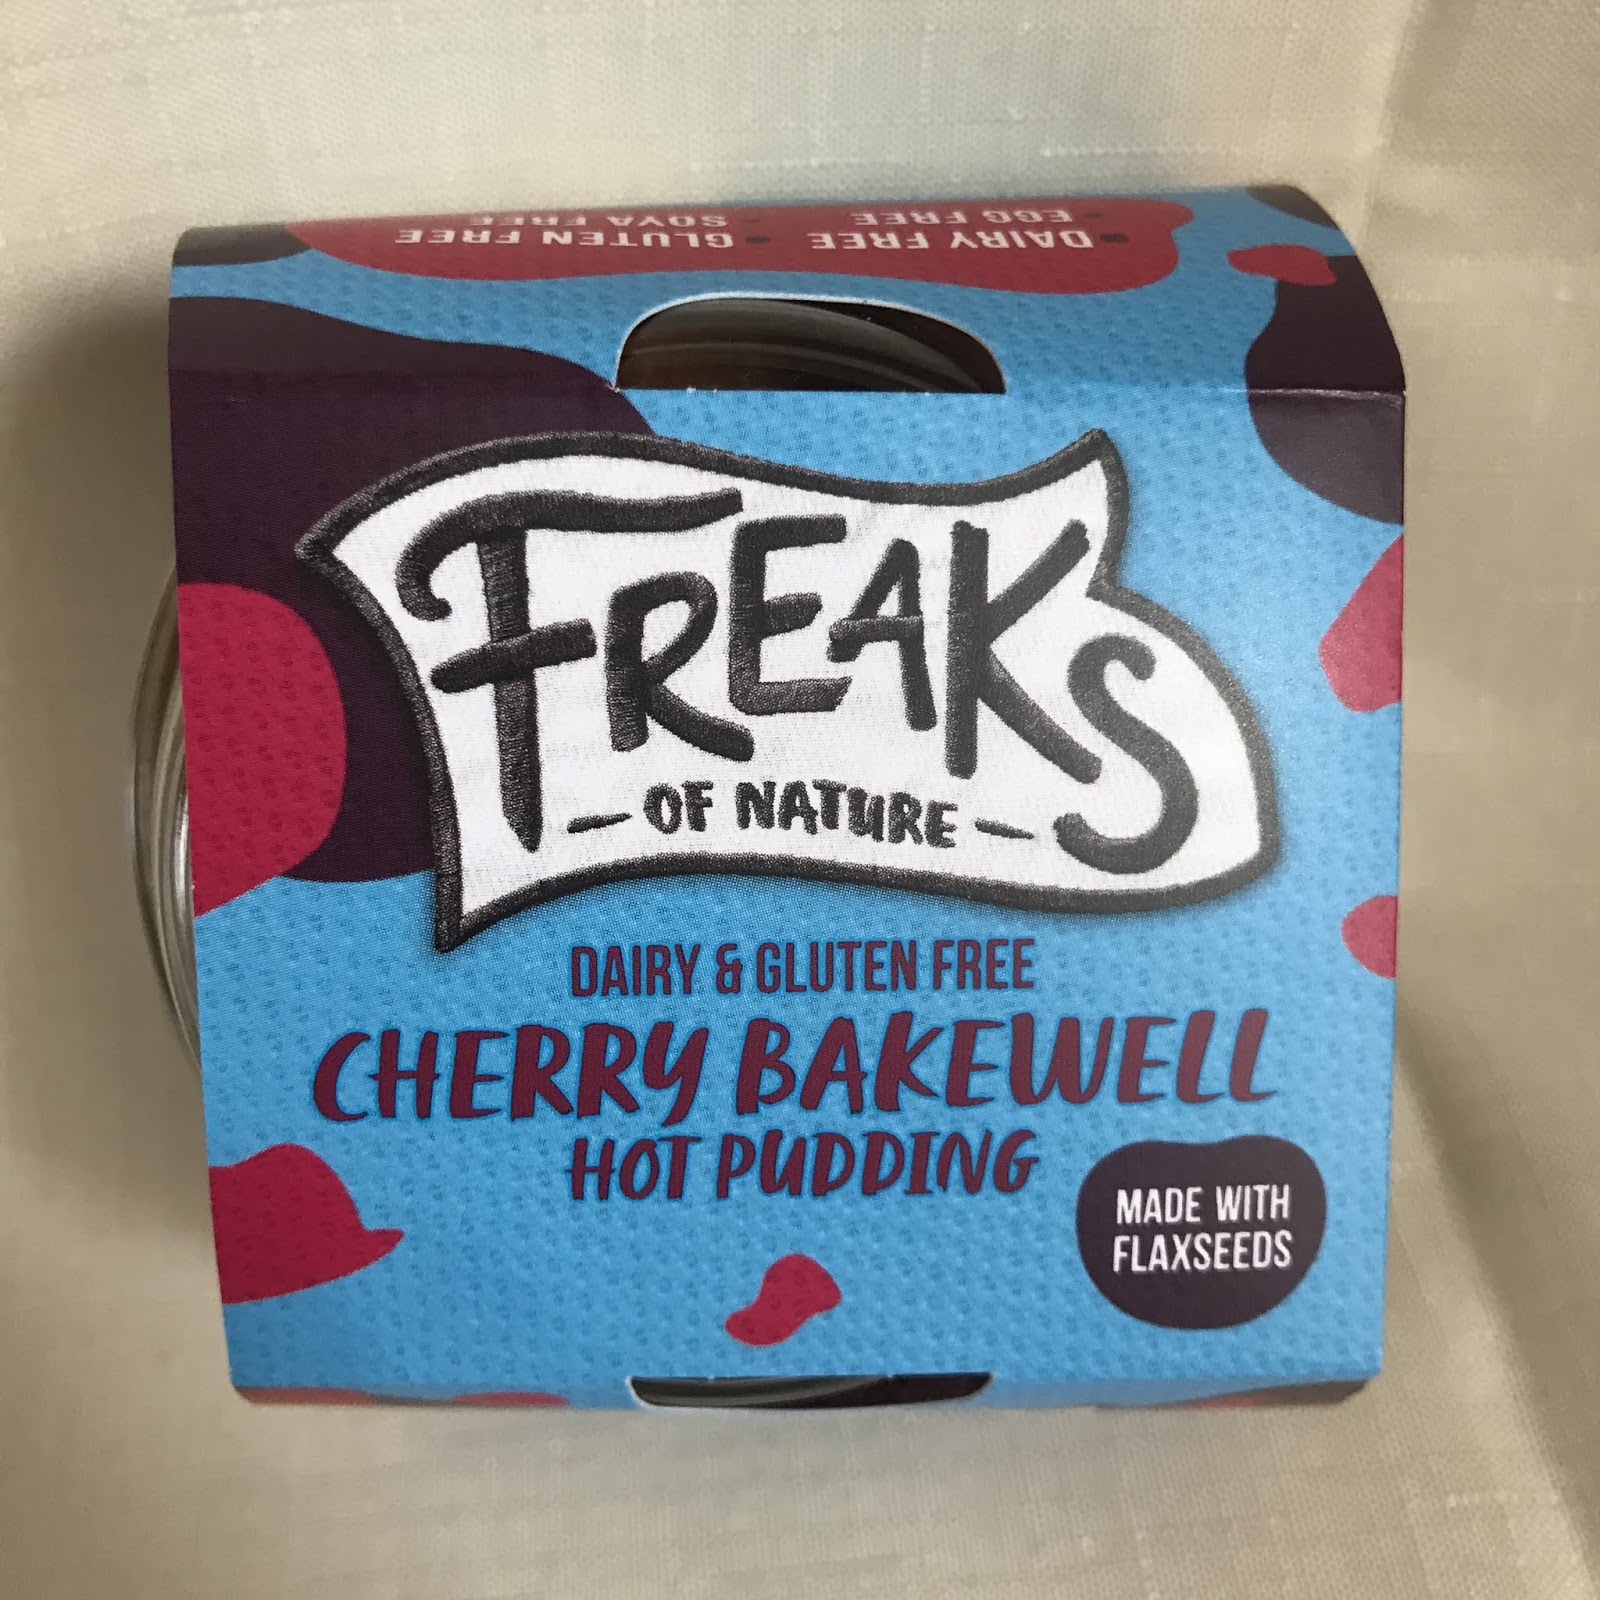 • DAIRY FREE • GLUTEN FREE
• EGG FREE • SOYA FREE
FREAKS
— OF NATURE —
DAIRY & GLUTEN FREE
CHERRY BAKEWELL
HOT PUDDING
MADE WITH
FLAXSEEDS